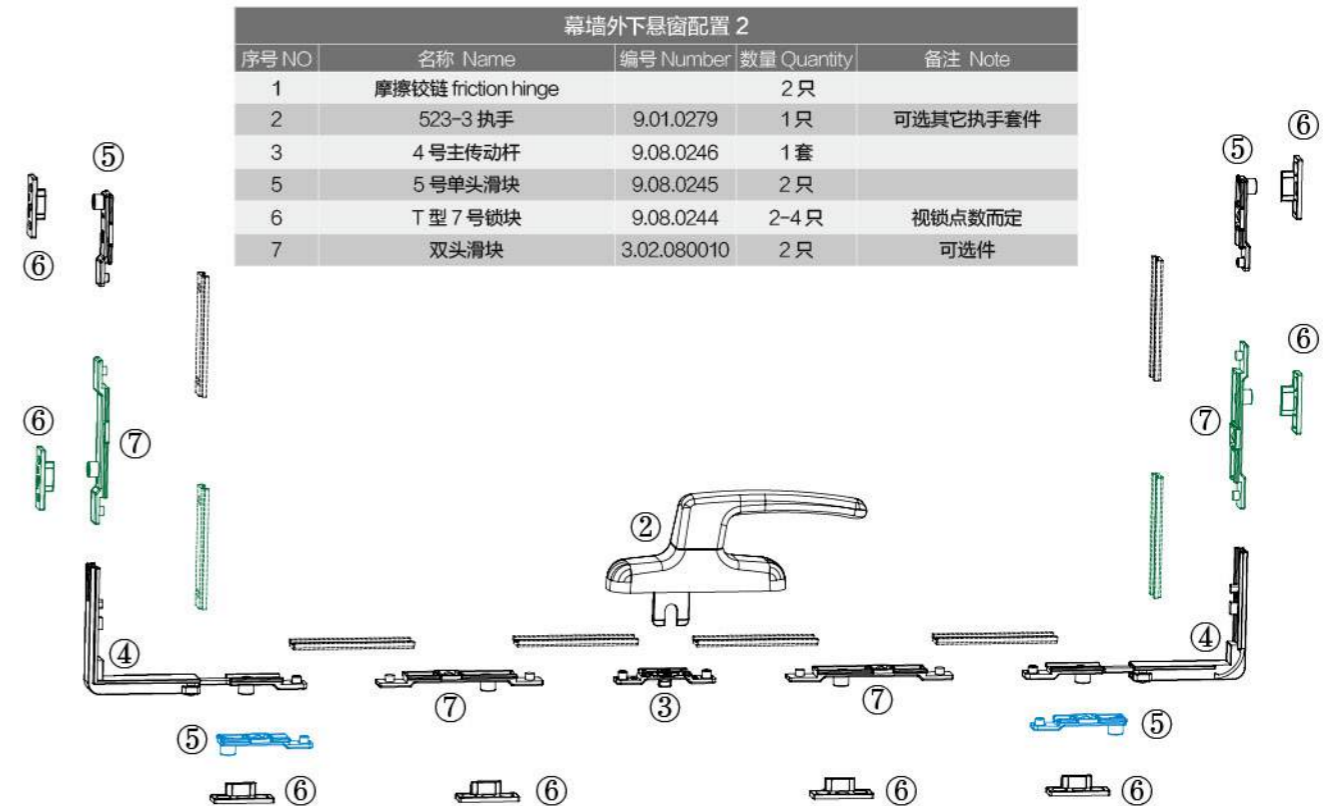 幕墙外下悬窗配置 2
序号 NO 名称 Name 编号 Number 数量 Quantity 备注 Note
1 摩擦铰链 friction hinge 2 只
2 523-3 执手 9.01.0279 1 只 可选其它执手套件
3 4 号主传动杆 9.08.0246 1 套
5 5 号单头滑块 9.08.0245 2 只
6 T 型 7 号锁块 9.08.0244 2-4 只 视锁点数而定
7 双头滑块 3.02.080010 2 只 可选件
⑥
⑤ ⑤
⑥
⑥
⑥ ⑦ ⑦
②
④ ④
⑦ ③ ⑦
⑤ ⑤
⑥ ⑥ ⑥ ⑥